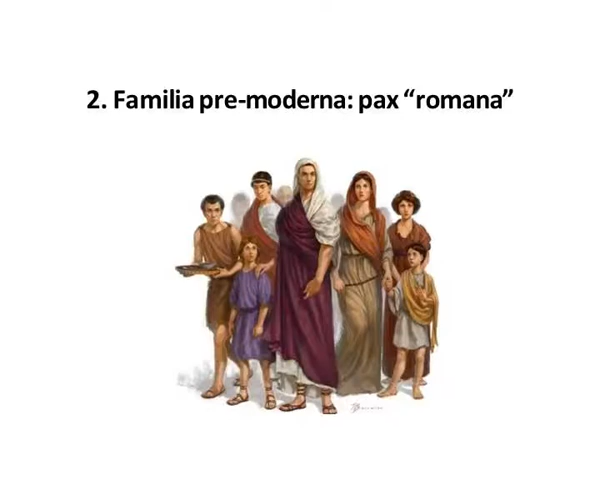 2. Familia pre-moderna: pax “romana”